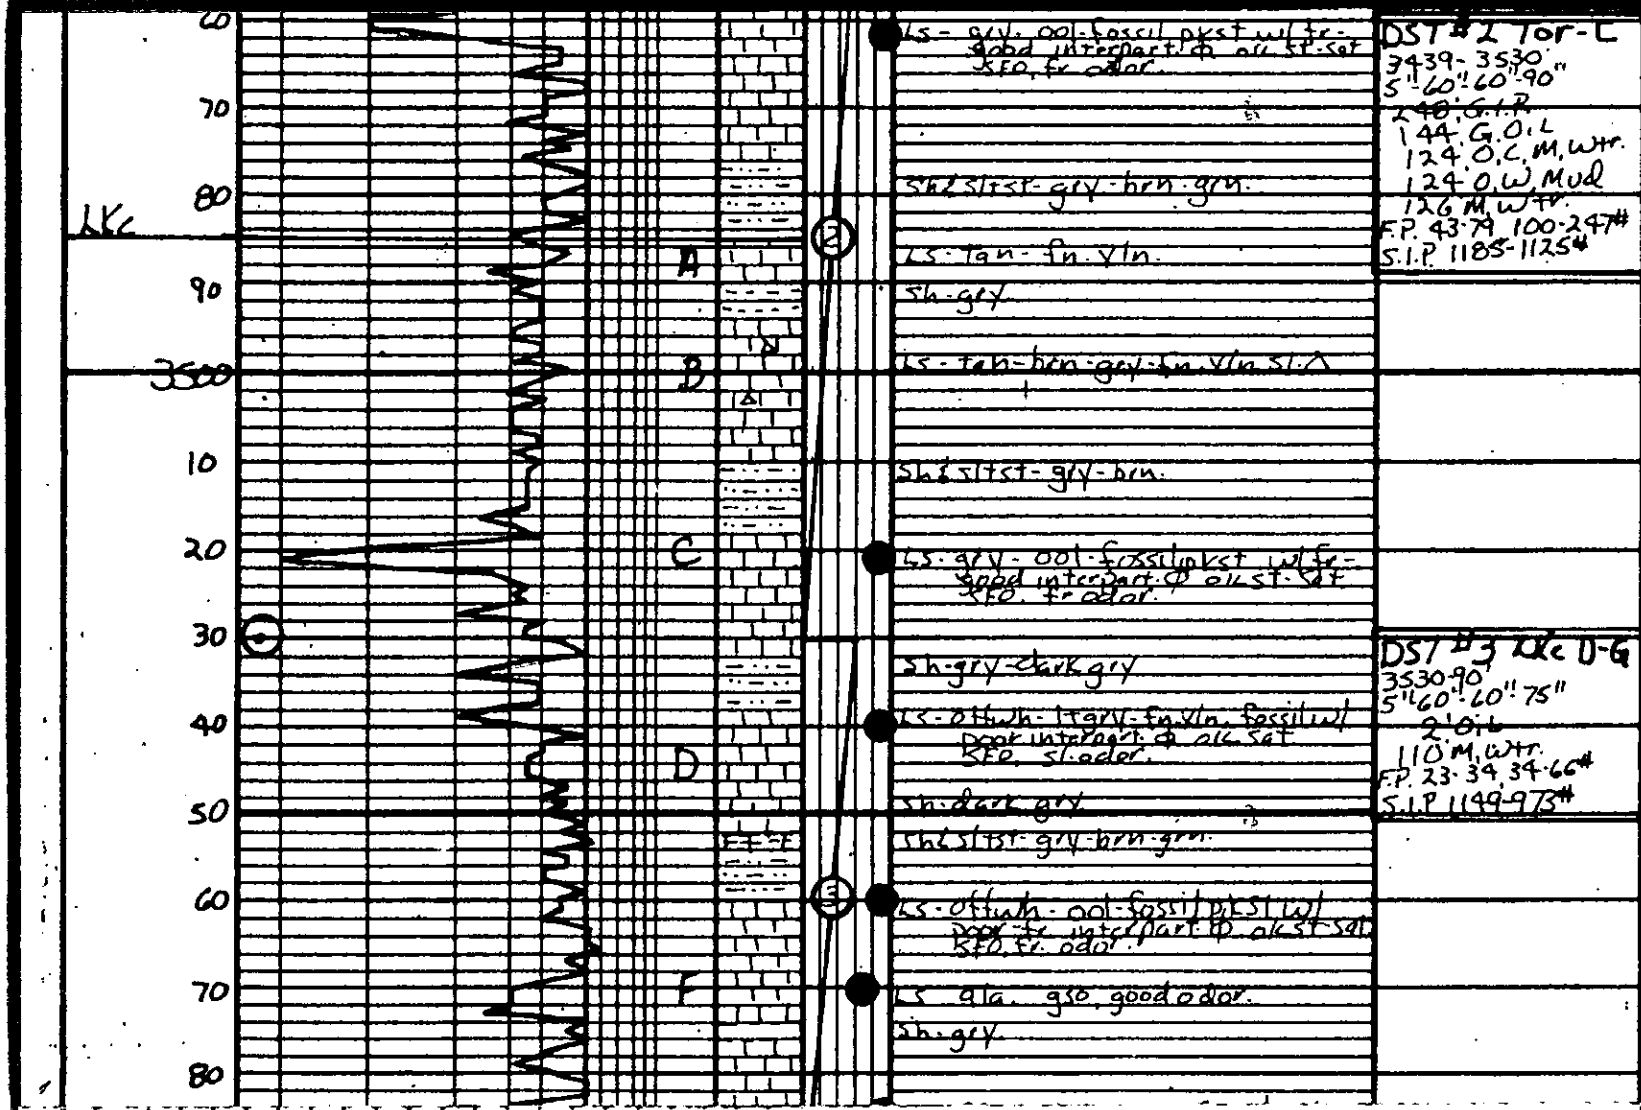 60
70
80
LKc
90
3500
10
20
30
40
50
60
70
80
A
B
C
D
F
2
3
Ls- gry- ool-fossil pkst w/ fr-
good interpart. Φ ok st-sat
SFO, fr odor.
Sh&sltst-gry-brn-grn.
Ls-Tan-fn.xln.
Sh-gry
Ls-tan-brn-gry-fn.xln sl.△
Sh&sltst-gry-brn.
Ls-gry-ool-fossil pkst w/ fr-
good interpart.Φ ok st-sat
SFO. fr odor.
Sh-gry-dark gry
Ls-offwh-ltgry-fn.xln. fossil w/
poor interpart.Φ ok sat
SFO, sl.odor.
Sh-dark gry
Sh&sltst-gry-brn-grn.
Ls-offwh-ool-fossil pkst w/
poor-fr. interpart Φ ok st-sat
SFO, fr. odor.
Ls a/a. gso, good odor.
Sh-gry.
DST #2 Tor-C
3439-3530
5"-60"-60"-90"
240' G.I.P.
144' G.O.L
124' O.C.M.Wtr.
124' O.W.Mud
126 M.Wtr.
F.P. 43-79 100-247#
S.I.P 1185-1125#
DST #3 LKc D-G
3530-90'
5"60"-60"75"
2' Oil
110' M.Wtr.
F.P. 23-34, 34-66#
S.I.P 1149-973#